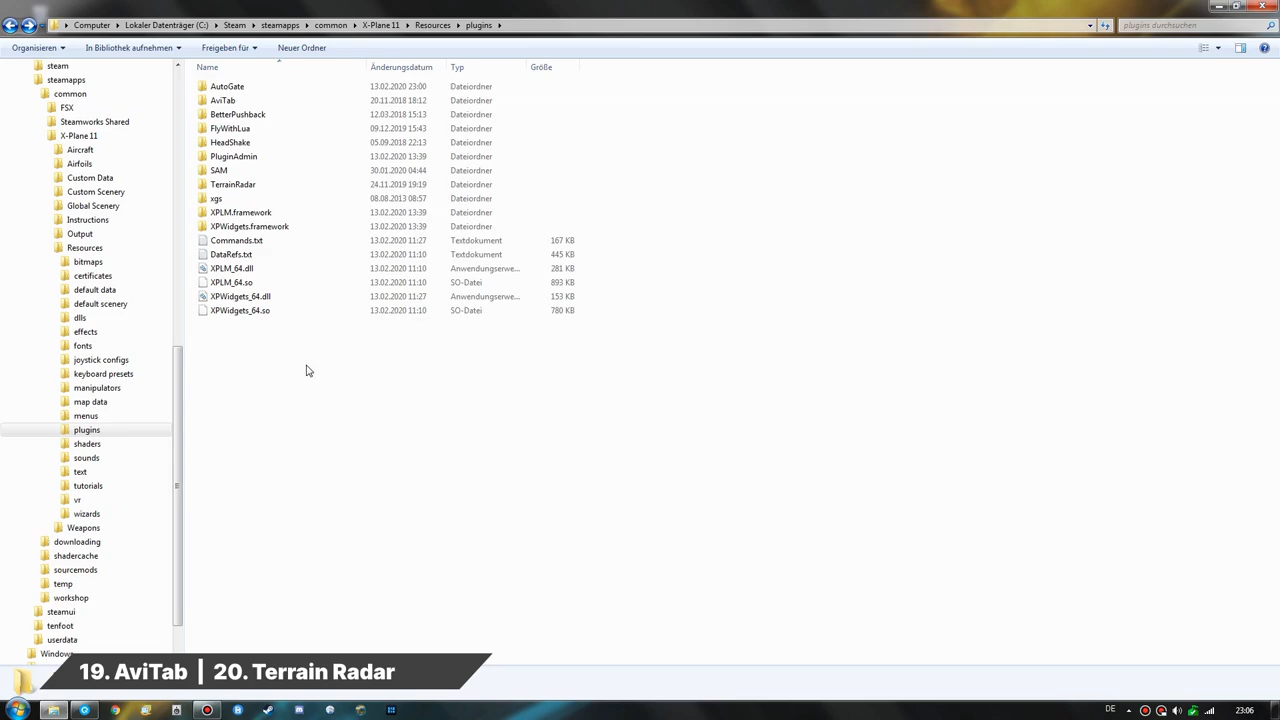 Computer ▸ Lokaler Datenträger (C:) ▸ Steam ▸ steamapps ▸ common ▸ X-Plane 11 ▸ Resources ▸ plugins ▸
plugins durchsuchen
Organisieren In Bibliothek aufnehmen Freigeben für Neuer Ordner
Name Änderungsdatum Typ Größe
steam
steamapps
common
FSX
Steamworks Shared
X-Plane 11
Aircraft
Airfoils
Custom Data
Custom Scenery
Global Scenery
Instructions
Output
Resources
bitmaps
certificates
default data
default scenery
dlls
effects
fonts
joystick configs
keyboard presets
manipulators
map data
menus
plugins
shaders
sounds
text
tutorials
vr
wizards
Weapons
downloading
shadercache
sourcemods
temp
workshop
steamui
tenfoot
userdata
Windows
AutoGate 13.02.2020 23:00 Dateiordner
AviTab 20.11.2018 18:12 Dateiordner
BetterPushback 12.03.2018 15:13 Dateiordner
FlyWithLua 09.12.2019 15:43 Dateiordner
HeadShake 05.09.2018 22:13 Dateiordner
PluginAdmin 13.02.2020 13:39 Dateiordner
SAM 30.01.2020 04:44 Dateiordner
TerrainRadar 24.11.2019 19:19 Dateiordner
xgs 08.08.2013 08:57 Dateiordner
XPLM.framework 13.02.2020 13:39 Dateiordner
XPWidgets.framework 13.02.2020 13:39 Dateiordner
Commands.txt 13.02.2020 11:27 Textdokument 167 KB
DataRefs.txt 13.02.2020 11:10 Textdokument 445 KB
XPLM_64.dll 13.02.2020 11:10 Anwendungserwe... 281 KB
XPLM_64.so 13.02.2020 11:10 SO-Datei 893 KB
XPWidgets_64.dll 13.02.2020 11:27 Anwendungserwe... 153 KB
XPWidgets_64.so 13.02.2020 11:10 SO-Datei 780 KB
19. AviTab | 20. Terrain Radar
DE 23:06